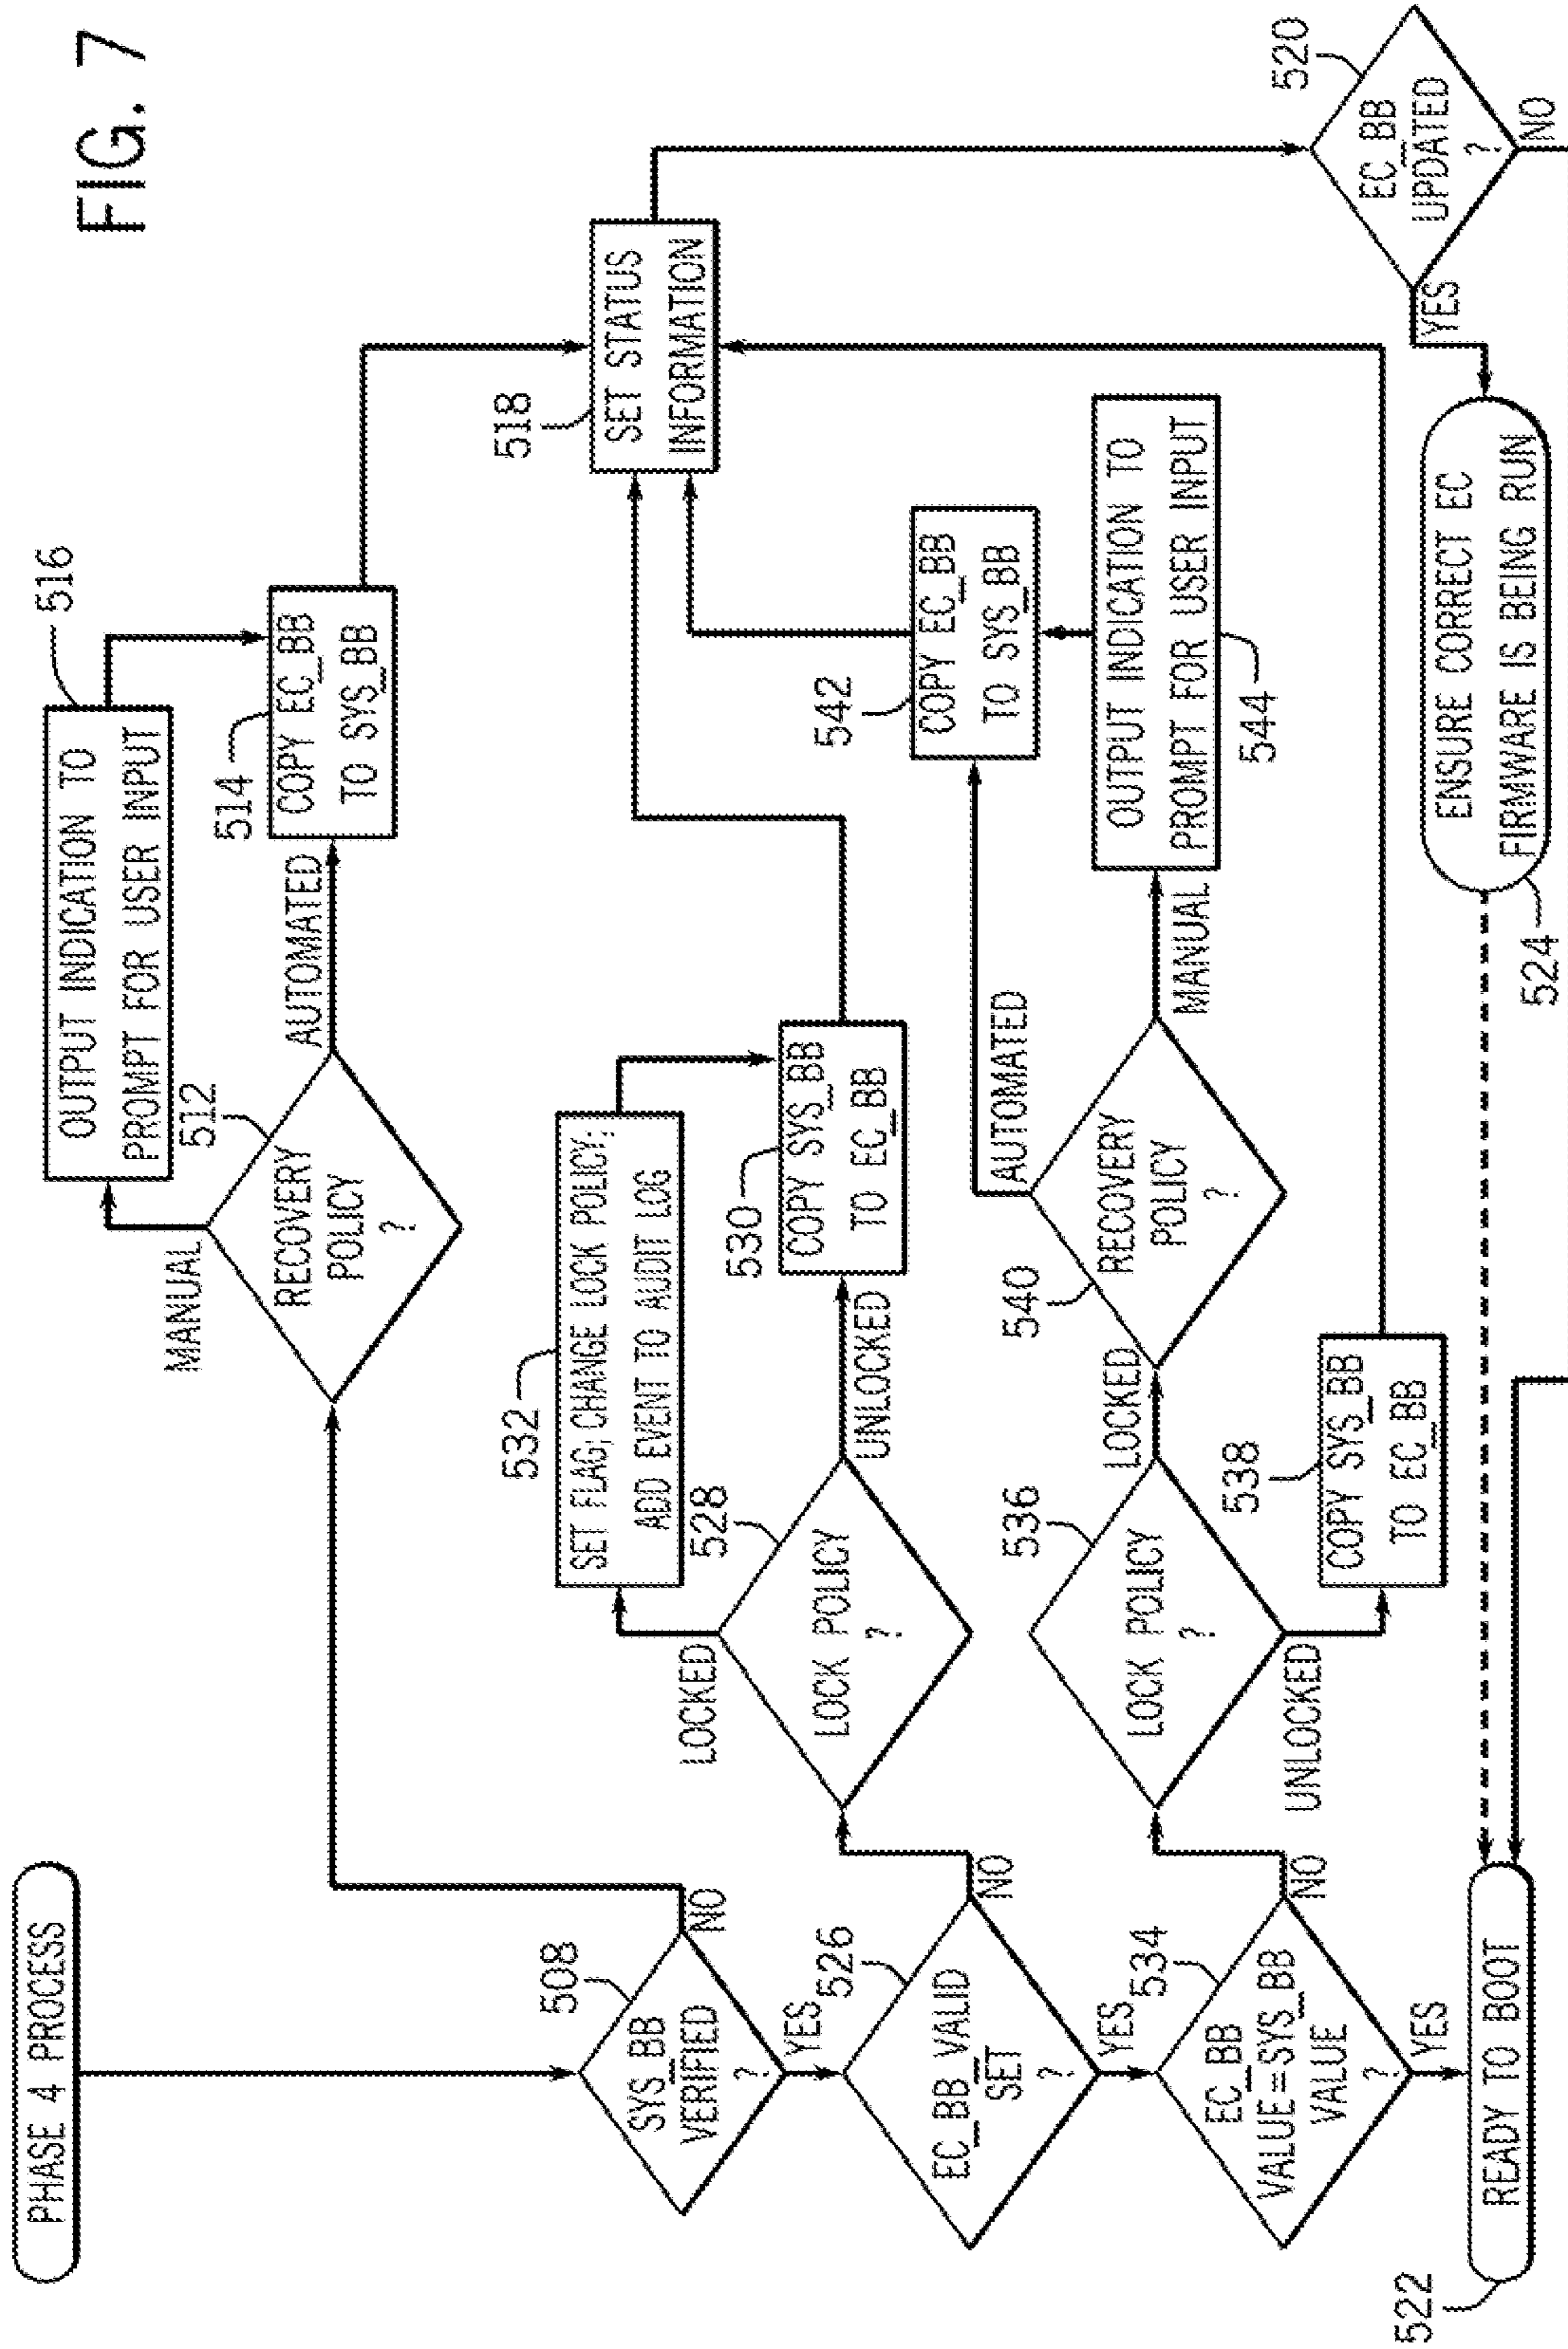 FIG. 7
PHASE 4 PROCESS
516
OUTPUT INDICATION TO
PROMPT FOR USER INPUT
MANUAL
512
RECOVERY
POLICY
?
AUTOMATED
514
COPY EC_BB
TO SYS_BB
508
SYS_BB
VERIFIED
?
NO
YES
532
SET FLAG; CHANGE LOCK POLICY;
ADD EVENT TO AUDIT LOG
518
SET STATUS
INFORMATION
LOCKED
528
LOCK POLICY
?
UNLOCKED
530
COPY SYS_BB
TO EC_BB
526
EC_BB_VALID
SET
?
NO
YES
542
COPY EC_BB
TO SYS_BB
536
LOCK POLICY
?
LOCKED
540
RECOVERY
POLICY
?
AUTOMATED
MANUAL
OUTPUT INDICATION TO
PROMPT FOR USER INPUT
544
534
EC_BB
VALUE=SYS_BB
VALUE
?
NO
YES
UNLOCKED
538
COPY SYS_BB
TO EC_BB
520
EC_BB
UPDATED
?
YES
NO
ENSURE CORRECT EC
FIRMWARE IS BEING RUN
524
READY TO BOOT
522